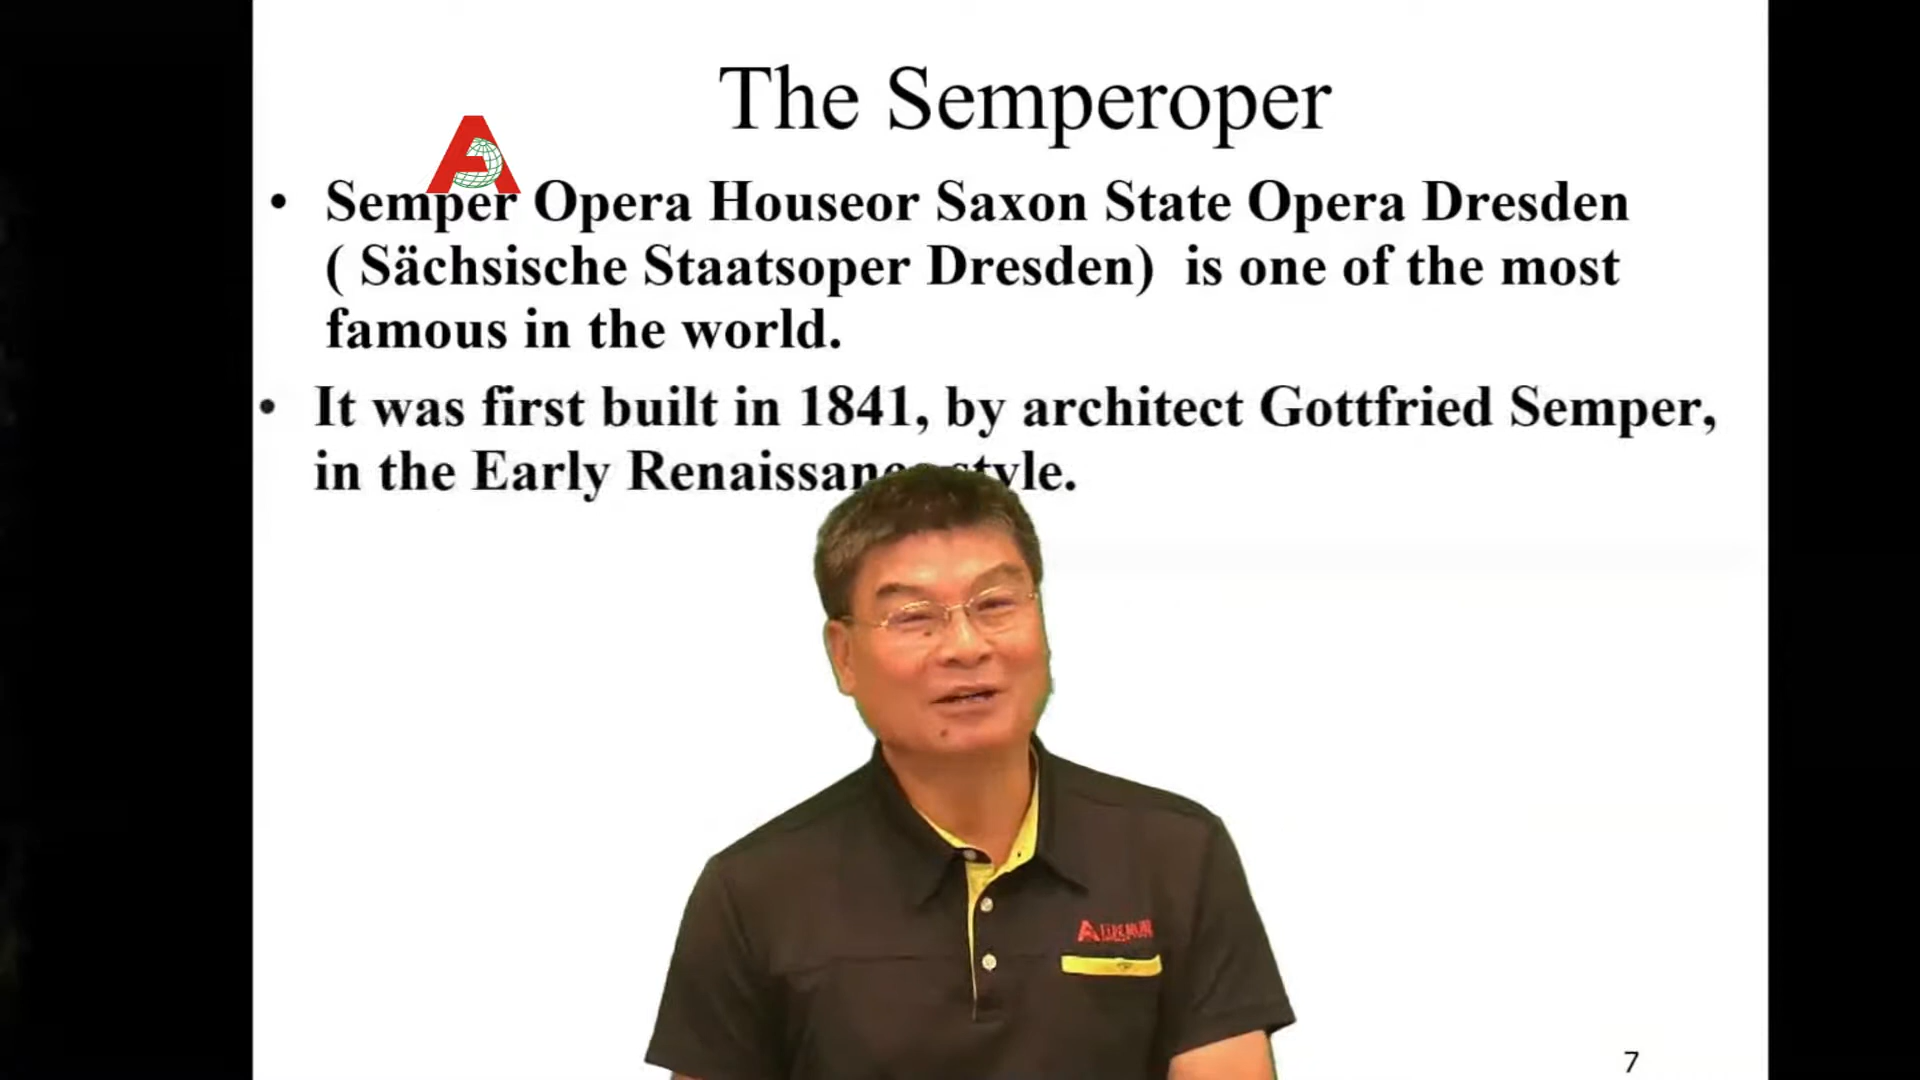 The Semperoper
• Semper Opera Houseor Saxon State Opera Dresden
( Sächsische Staatsoper Dresden)  is one of the most
famous in the world.
• It was first built in 1841, by architect Gottfried Semper,
in the Early Renaissance style.
7